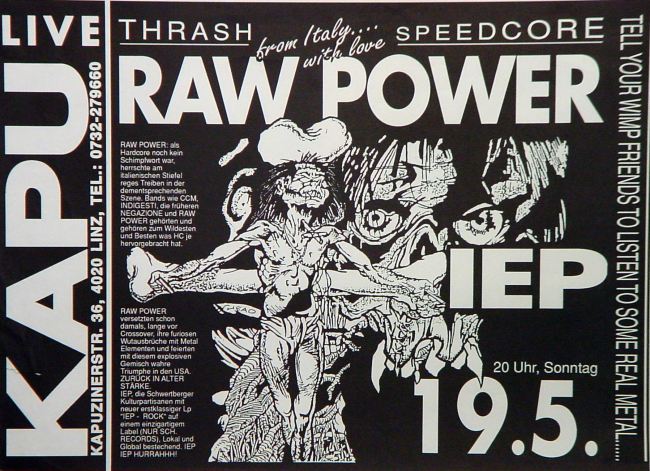 LIVE
KAPU
KAPUZINERSTR. 36, 4020 LINZ, TEL.: 0732-279660
THRASH
from Italy....
with love
SPEEDCORE
RAW POWER
RAW POWER: als
Hardcore noch kein
Schimpfwort war,
herrschte am
italienischen Stiefel
reges Treiben in der
dementsprechenden
Szene. Bands wie CCM,
INDIGESTI, die früheren
NEGAZIONE und RAW
POWER gehörten und
gehören zum Wildesten
und Besten was HC je
hervorgebracht hat.
RAW POWER
versetzten schon
damals, lange vor
Crossover, ihre furiosen
Wutausbrüche mit Metal
Elementen und feierten
mit diesem explosiven
Gemisch wahre
Triumphe in den USA.
ZURÜCK IN ALTER
STÄRKE.
IEP, die Schwertberger
Kulturpartisanen mit
neuer erstklassiger Lp
"IEP - ROCK" auf
einem einzigartigem
Label (NUR SCH.
RECORDS), Lokal und
Global bestechend. IEP
IEP HURRAHHH!
IEP
20 Uhr, Sonntag
19.5.
TELL YOUR WIMP FRIENDS TO LISTEN TO SOME REAL METAL......